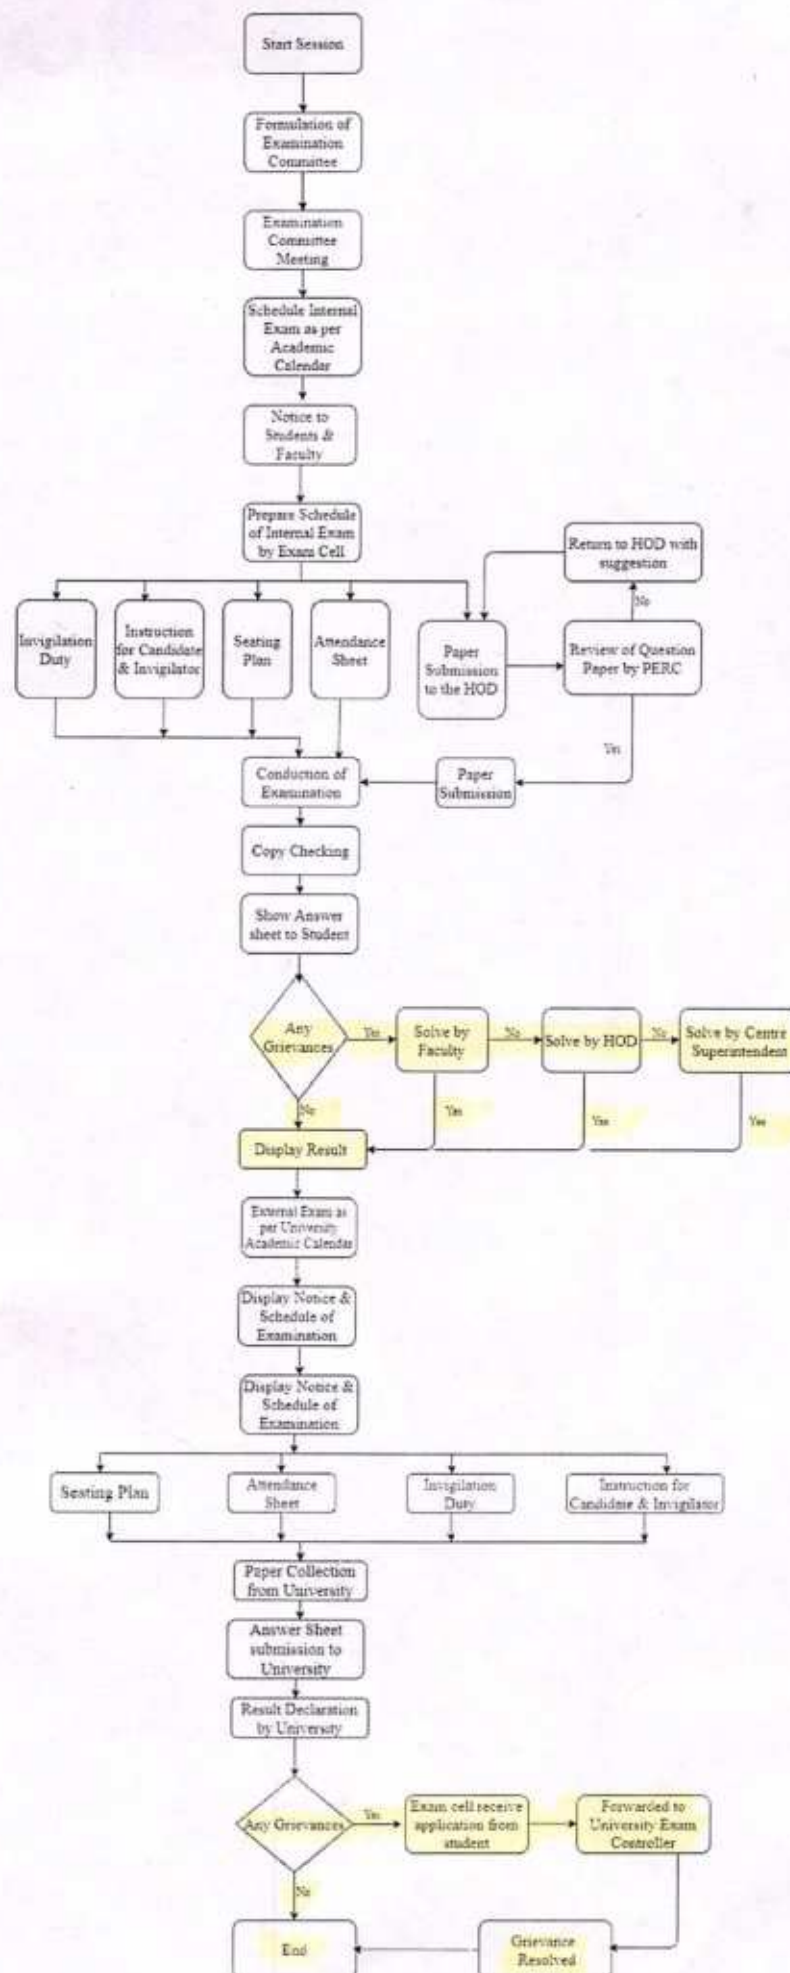 Start Session
Formulation of
Examination
Committee
Examination
Committee
Meeting
Schedule Internal
Exam as per
Academic
Calendar
Notice to
Students &
Faculty
Prepare Schedule
of Internal Exam
by Exam Cell
Return to HOD with
suggestion
No
Invigilation
Duty
Instruction
for Candidate
& Invigilator
Seating
Plan
Attendance
Sheet
Paper
Submission
to the HOD
Review of Question
Paper by PERC
Yes
Conduction of
Examination
Paper
Submission
Copy Checking
Show Answer
sheet to Student
Any
Grievances
Yes
Solve by
Faculty
No
Solve by HOD
No
Solve by Centre
Superintendent
No
Yes
Yes
Yes
Display Result
External Exam as
per University
Academic Calendar
Display Notice &
Schedule of
Examination
Display Notice &
Schedule of
Examination
Seating Plan
Attendance
Sheet
Invigilation
Duty
Instruction for
Candidate & Invigilator
Paper Collection
from University
Answer Sheet
submission to
University
Result Declaration
by University
Any Grievances
Yes
Exam cell receive
application from
student
Forwarded to
University Exam
Controller
No
End
Grievance
Resolved